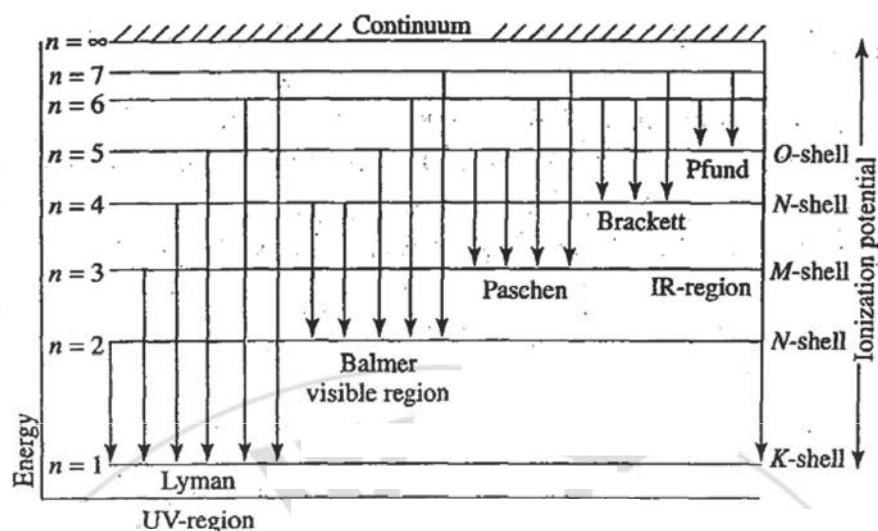 Continuum
n = ∞
n = 7
n = 6
n = 5
O-shell
Pfund
n = 4
N-shell
Brackett
n = 3
M-shell
Paschen
IR-region
n = 2
N-shell
Balmer
visible region
n = 1
K-shell
Lyman
UV-region
Energy
Ionization potential